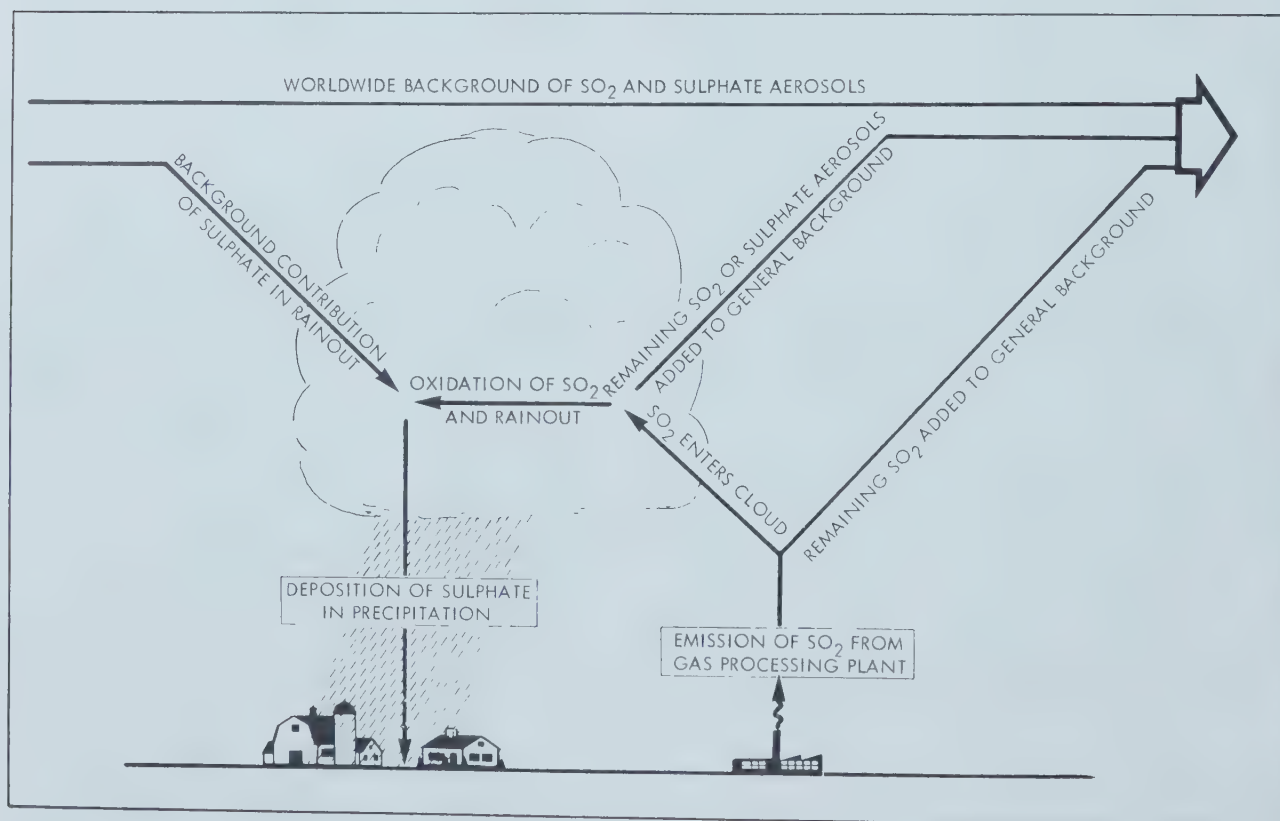 WORLDWIDE BACKGROUND OF SO₂ AND SULPHATE AEROSOLS
BACKGROUND CONTRIBUTION
OF SULPHATE IN RAINOUT
REMAINING SO₂ OR SULPHATE AEROSOLS
ADDED TO GENERAL BACKGROUND
OXIDATION OF SO₂
AND RAINOUT
SO₂ ENTERS CLOUD
REMAINING SO₂ ADDED TO GENERAL BACKGROUND
DEPOSITION OF SULPHATE
IN PRECIPITATION
EMISSION OF SO₂ FROM
GAS PROCESSING PLANT